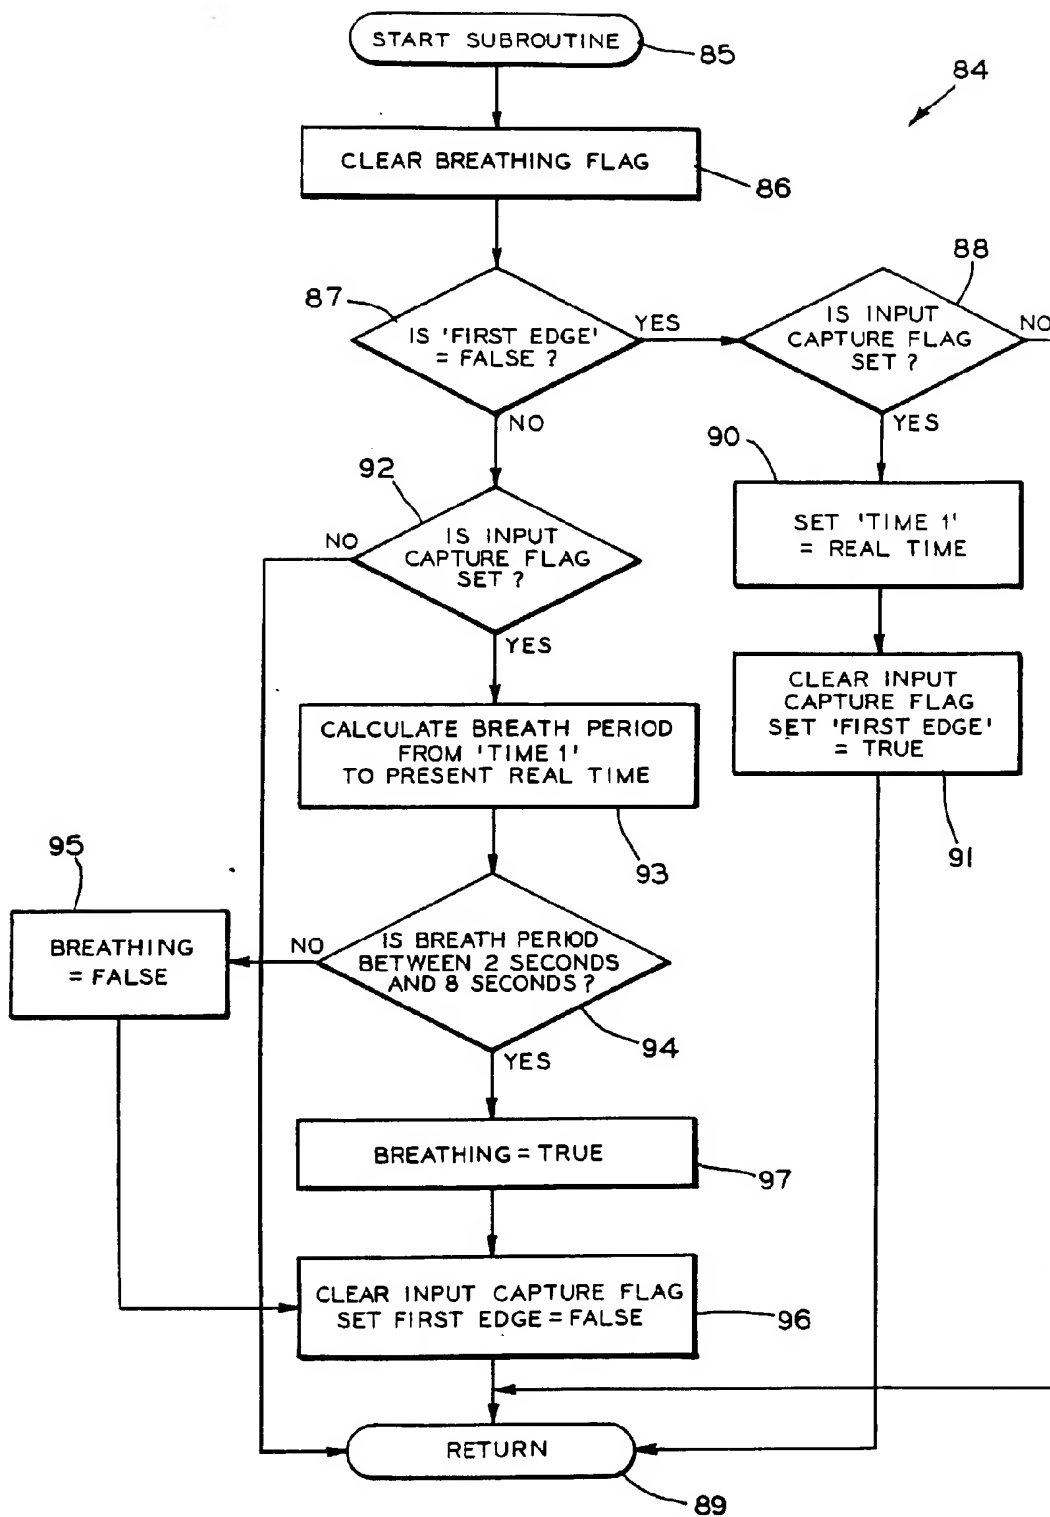 START SUBROUTINE
85
84
CLEAR BREATHING FLAG
86
88
87
IS 'FIRST EDGE'
= FALSE ?
YES
IS INPUT
CAPTURE FLAG
SET ?
NO
NO
YES
92
90
IS INPUT
CAPTURE FLAG
SET ?
NO
YES
SET 'TIME 1'
= REAL TIME
CLEAR INPUT
CAPTURE FLAG
SET 'FIRST EDGE'
= TRUE
91
CALCULATE BREATH PERIOD
FROM 'TIME 1'
TO PRESENT REAL TIME
93
95
BREATHING
= FALSE
NO
IS BREATH PERIOD
BETWEEN 2 SECONDS
AND 8 SECONDS ?
94
YES
BREATHING = TRUE
97
CLEAR INPUT CAPTURE FLAG
SET FIRST EDGE = FALSE
96
RETURN
89